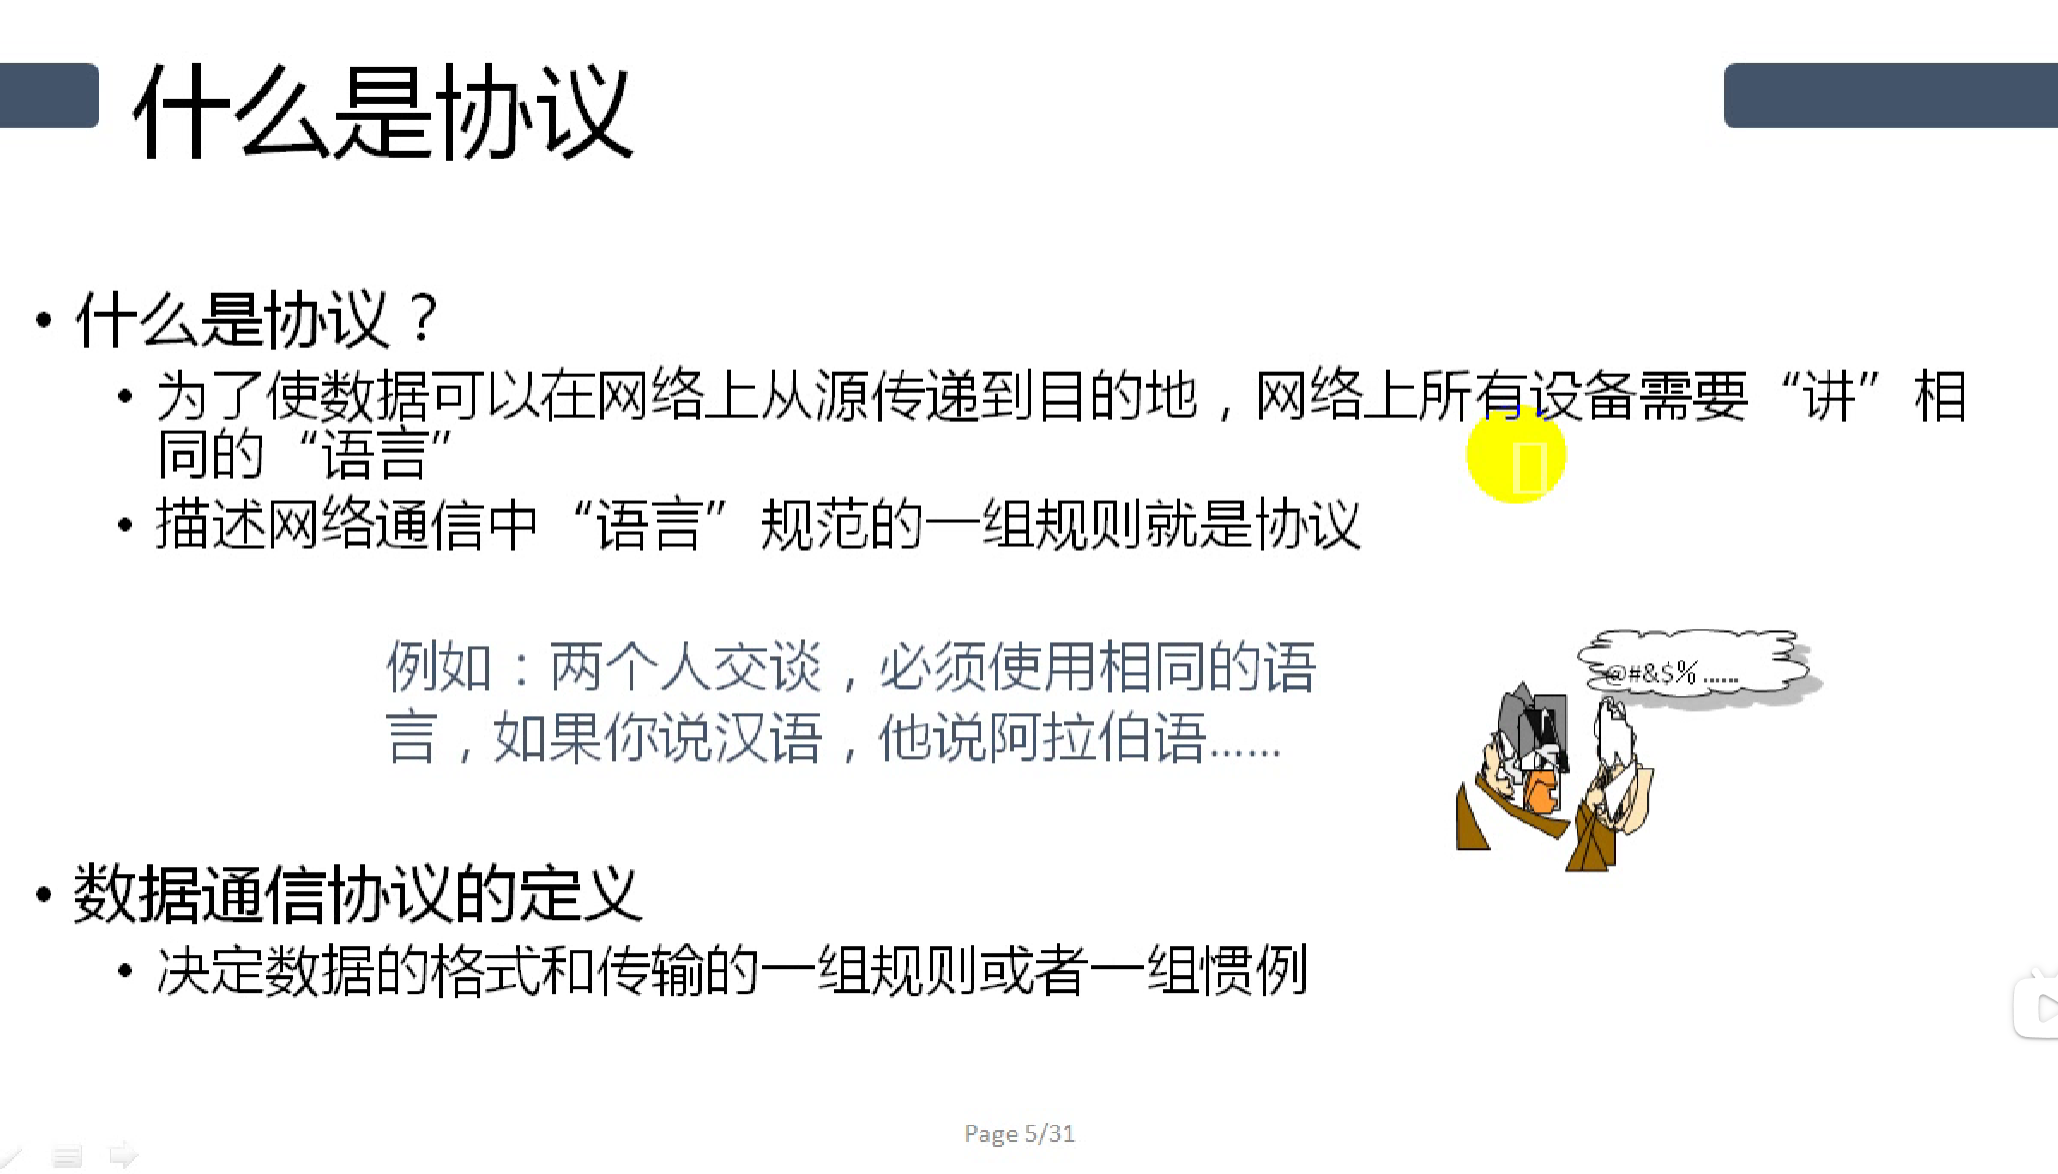 什么是协议
• 什么是协议？
• 为了使数据可以在网络上从源传递到目的地，网络上所有设备需要“讲”相
同的“语言”
• 描述网络通信中“语言”规范的一组规则就是协议
例如：两个人交谈，必须使用相同的语
言，如果你说汉语，他说阿拉伯语……
@#&$% ……
• 数据通信协议的定义
• 决定数据的格式和传输的一组规则或者一组惯例
Page 5/31